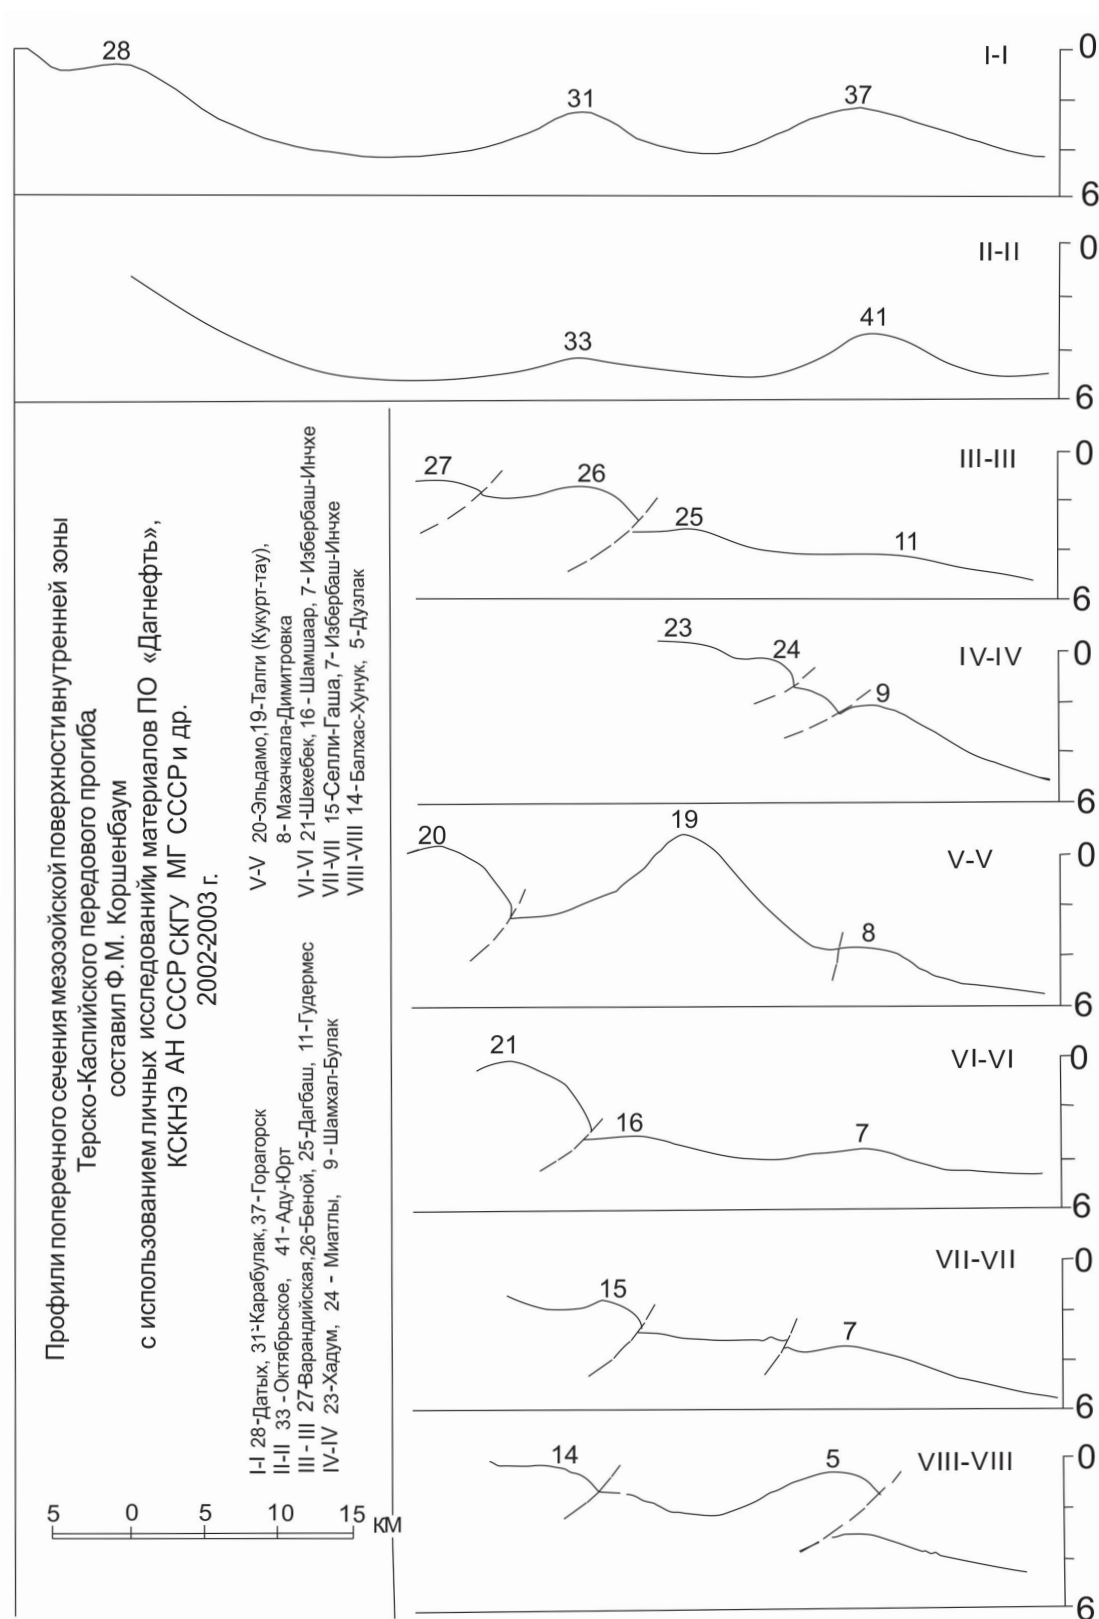 28
31
37
I-I
0
6
33
41
II-II
0
6
27
26
25
11
III-III
0
6
23
24
9
IV-IV
0
6
20
19
8
V-V
0
6
21
16
7
VI-VI
0
6
15
7
VII-VII
0
6
14
5
VIII-VIII
0
6
Профили поперечного сечения мезозойской поверхности внутренней зоны
Терско-Каспийского передового прогиба
составил Ф. М. Коршенбаум
с использованием личных исследований и материалов ПО «Дагнефть»,
КСКНЭ АН СССР СКГУ МГ СССР и др.
2002-2003 г.
I-I 28-Датых, 31-Карабулак, 37- Горагорск
II-II 33 - Октябрьское, 41- Аду-Юрт
III - III 27-Варандийская, 26-Беной, 25-Дагбаш, 11-Гудермес
IV-IV 23-Хадум, 24 - Миатлы, 9 -Шамхал-Булак
V-V 20-Эльдамо,19-Талги (Кукурт-тау),
8- Махачкала-Димитровка
VI-VI 21-Шехебек, 16 - Шамшаар, 7- Избербаш-Инчхе
VII-VII 15-Селли-Гаша, 7- Избербаш-Инчхе
VIII-VIII 14- Балхас-Хунук, 5-Дузлак
5 0 5 10 15 КМ